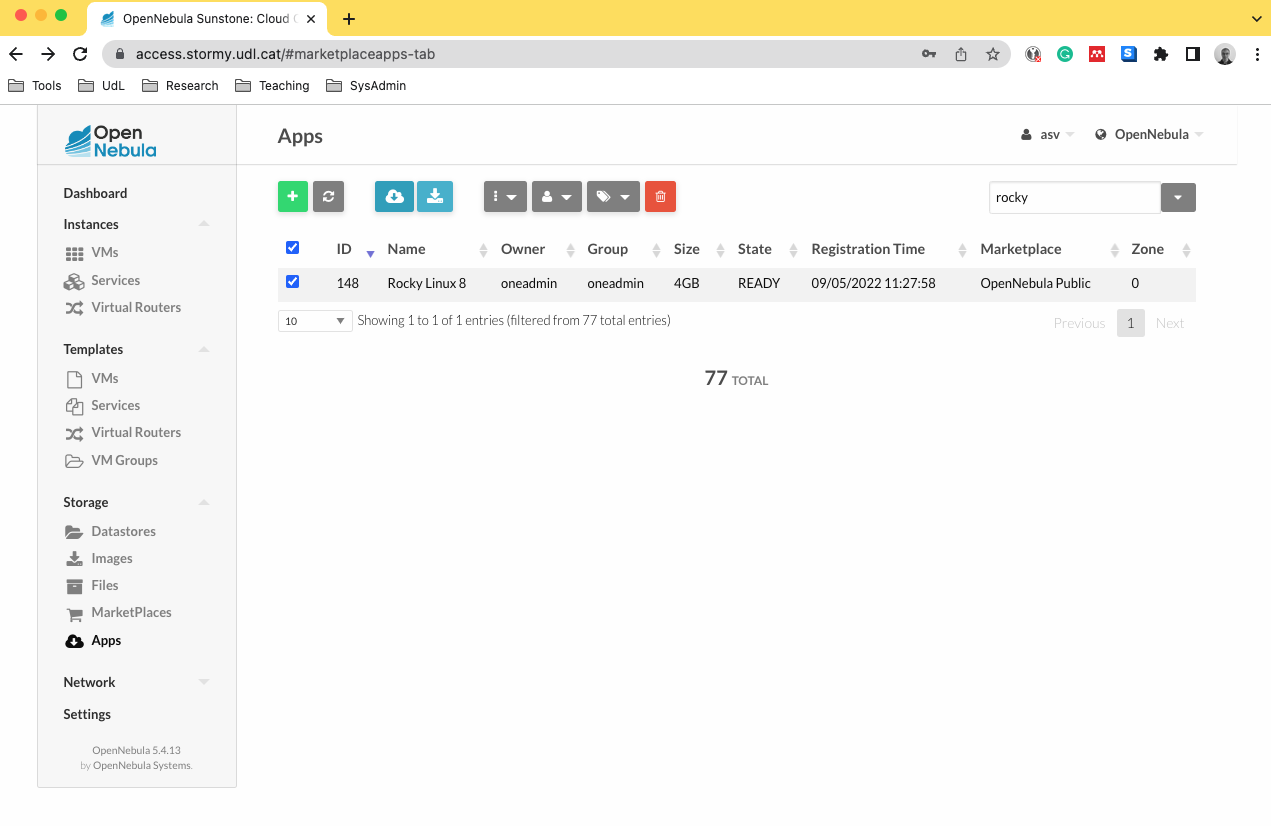 OpenNebula Sunstone: Cloud
access.stormy.udl.cat/#marketplaceapps-tab
Tools UdL Research Teaching SysAdmin
Open
Nebula
Apps
asv OpenNebula
Dashboard
Instances
VMs
Services
Virtual Routers
Templates
VMs
Services
Virtual Routers
VM Groups
Storage
Datastores
Images
Files
MarketPlaces
Apps
Network
Settings
OpenNebula 5.4.13
by OpenNebula Systems.
rocky
ID Name Owner Group Size State Registration Time Marketplace Zone
148 Rocky Linux 8 oneadmin oneadmin 4GB READY 09/05/2022 11:27:58 OpenNebula Public 0
10 Showing 1 to 1 of 1 entries (filtered from 77 total entries) Previous 1 Next
77 TOTAL